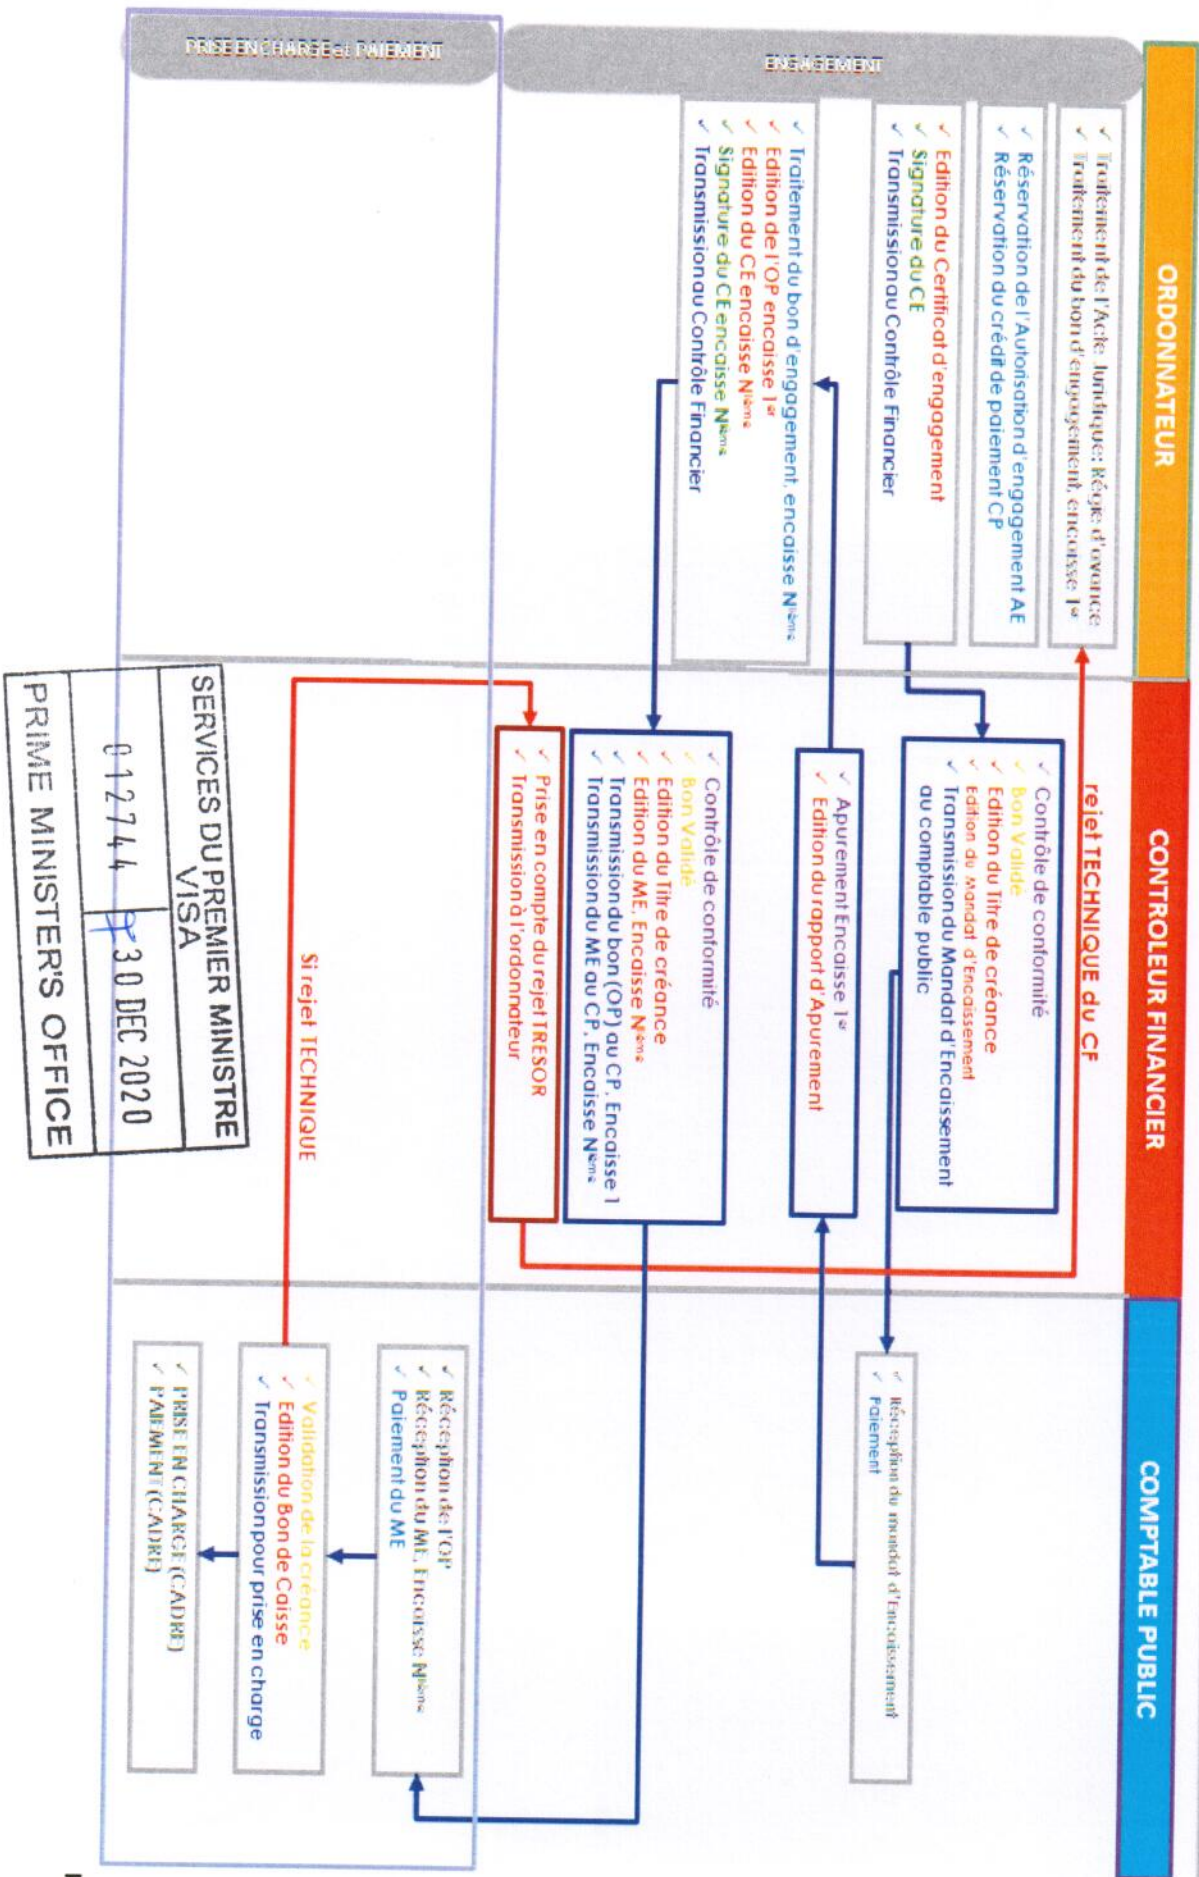 ORDONNATEUR
CONTROLEUR FINANCIER
COMPTABLE PUBLIC
ENGAGEMENT
✓ Traitement de l'Acte Juridique: Régie d'avance
✓ Traitement du bon d'engagement, encaisse 1er
✓ Réservation de l'Autorisation d'engagement AE
✓ Réservation du crédit de paiement CP
✓ Edition du Certificat d'engagement
✓ Signature du CE
✓ Transmission au Contrôle Financier
✓ Traitement du bon d'engagement, encaisse Nième
✓ Edition de l'OP encaisse 1er
✓ Edition du CE encaisse Nième
✓ Signature du CE encaisse Nième
✓ Transmission au Contrôle Financier
rejet TECHNIQUE du CF
✓ Contrôle de conformité
✓ Bon Validé
✓ Edition du Titre de créance
✓ Edition du Mandat d'Encaissement
✓ Transmission du Mandat d'Encaissement
au comptable public
✓ Apurement Encaisse 1er
✓ Edition du rapport d'Apurement
✓ Contrôle de conformité
✓ Bon Validé
✓ Edition du Titre de créance
✓ Edition du ME, Encaisse Nième
✓ Transmission du bon (OP) au CP, Encaisse 1
✓ Transmission du ME au CP, Encaisse Nième
✓ Prise en compte du rejet TRESOR
✓ Transmission à l'ordonnateur
✓ Réception du mandat d'Encaissement
✓ Paiement
PRISE EN CHARGE et PAIEMENT
Si rejet TECHNIQUE
✓ Réception de l'OP
✓ Réception du ME, Encaisse Nième
✓ Paiement du ME
✓ Validation de la créance
✓ Edition du Bon de Caisse
✓ Transmission pour prise en charge
✓ PRISE EN CHARGE (CADRE)
✓ PAIEMENT (CADRE)
SERVICES DU PREMIER MINISTRE
VISA
012744
30 DEC 2020
PRIME MINISTER'S OFFICE